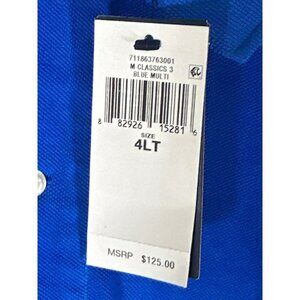 711863763001
M CLASSICS 3
BLUE MULTI
8 82926 15281 6
SIZE
4LT
MSRP $125.00